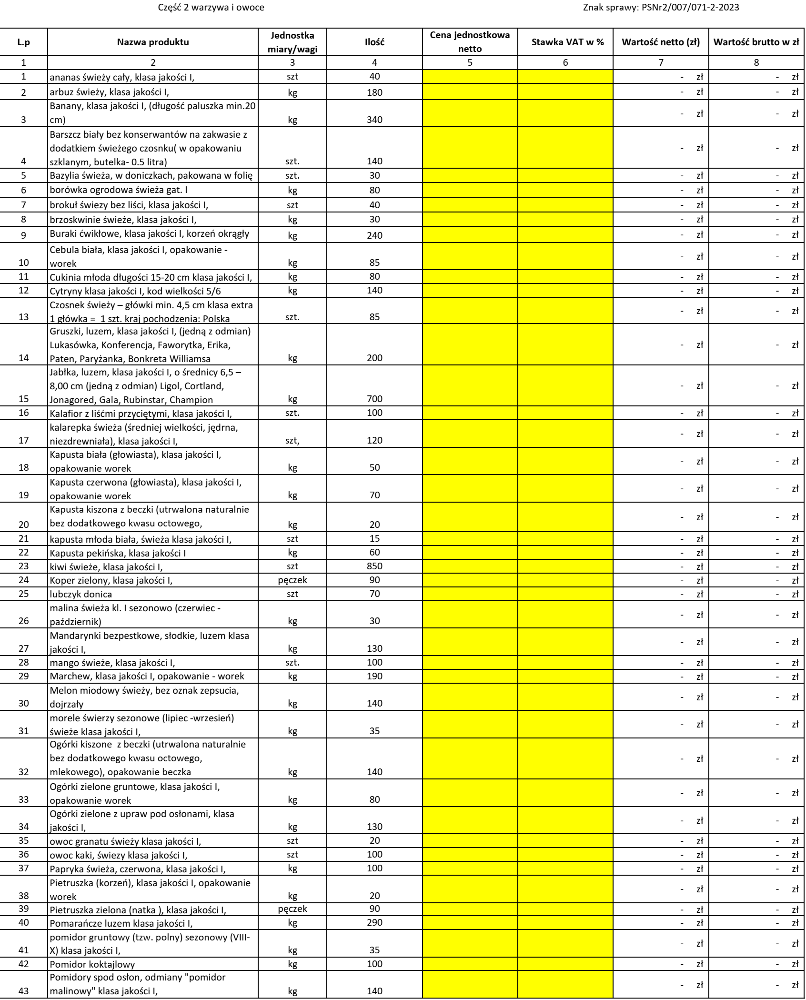 Część 2 warzywa i owoce Znak sprawy: PSNr2/007/071-2-2023
L.p Nazwa produktu Jednostka miary/wagi Ilość Cena jednostkowa netto Stawka VAT w % Wartość netto (zł) Wartość brutto w zł
1 2 3 4 5 6 7 8
1 ananas świeży cały, klasa jakości I, szt 40 - zł - zł
2 arbuz świeży, klasa jakości I, kg 180 - zł - zł
Banany, klasa jakości I, (długość paluszka min.20
3 cm) kg 340 - zł - zł
Barszcz biały bez konserwantów na zakwasie z
dodatkiem świeżego czosnku( w opakowaniu
4 szklanym, butelka- 0.5 litra) szt. 140 - zł - zł
5 Bazylia świeża, w doniczkach, pakowana w folię szt. 30 - zł - zł
6 borówka ogrodowa świeża gat. I kg 80 - zł - zł
7 brokuł świezy bez liści, klasa jakości I, szt 40 - zł - zł
8 brzoskwinie świeże, klasa jakości I, kg 30 - zł - zł
9 Buraki ćwikłowe, klasa jakości I, korzeń okrągły kg 240 - zł - zł
Cebula biała, klasa jakości I, opakowanie -
10 worek kg 85 - zł - zł
11 Cukinia młoda długości 15-20 cm klasa jakości I, kg 80 - zł - zł
12 Cytryny klasa jakości I, kod wielkości 5/6 kg 140 - zł - zł
Czosnek świeży – główki min. 4,5 cm klasa extra
13 1 główka = 1 szt. kraj pochodzenia: Polska szt. 85 - zł - zł
Gruszki, luzem, klasa jakości I, (jedną z odmian)
Lukasówka, Konferencja, Faworytka, Erika,
14 Paten, Paryżanka, Bonkreta Williamsa kg 200 - zł - zł
Jabłka, luzem, klasa jakości I, o średnicy 6,5 –
8,00 cm (jedną z odmian) Ligol, Cortland,
15 Jonagored, Gala, Rubinstar, Champion kg 700 - zł - zł
16 Kalafior z liśćmi przyciętymi, klasa jakości I, szt. 100 - zł - zł
kalarepka świeża (średniej wielkości, jędrna,
17 niezdrewniała), klasa jakości I, szt, 120 - zł - zł
Kapusta biała (głowiasta), klasa jakości I,
18 opakowanie worek kg 50 - zł - zł
Kapusta czerwona (głowiasta), klasa jakości I,
19 opakowanie worek kg 70 - zł - zł
Kapusta kiszona z beczki (utrwalona naturalnie
20 bez dodatkowego kwasu octowego, kg 20 - zł - zł
21 kapusta młoda biała, świeża klasa jakości I, szt 15 - zł - zł
22 Kapusta pekińska, klasa jakości I kg 60 - zł - zł
23 kiwi świeże, klasa jakości I, szt 850 - zł - zł
24 Koper zielony, klasa jakości I, pęczek 90 - zł - zł
25 lubczyk donica szt 70 - zł - zł
malina świeża kl. I sezonowo (czerwiec -
26 październik) kg 30 - zł - zł
Mandarynki bezpestkowe, słodkie, luzem klasa
27 jakości I, kg 130 - zł - zł
28 mango świeże, klasa jakości I, szt. 100 - zł - zł
29 Marchew, klasa jakości I, opakowanie - worek kg 190 - zł - zł
Melon miodowy świeży, bez oznak zepsucia,
30 dojrzały kg 140 - zł - zł
morele świerzy sezonowe (lipiec -wrzesień)
31 świeże klasa jakości I, kg 35 - zł - zł
Ogórki kiszone z beczki (utrwalona naturalnie
bez dodatkowego kwasu octowego,
32 mlekowego), opakowanie beczka kg 140 - zł - zł
Ogórki zielone gruntowe, klasa jakości I,
33 opakowanie worek kg 80 - zł - zł
Ogórki zielone z upraw pod osłonami, klasa
34 jakości I, kg 130 - zł - zł
35 owoc granatu świeży klasa jakości I, szt 20 - zł - zł
36 owoc kaki, świezy klasa jakości I, szt 100 - zł - zł
37 Papryka świeża, czerwona, klasa jakości I, kg 100 - zł - zł
Pietruszka (korzeń), klasa jakości I, opakowanie
38 worek kg 20 - zł - zł
39 Pietruszka zielona (natka ), klasa jakości I, pęczek 90 - zł - zł
40 Pomarańcze luzem klasa jakości I, kg 290 - zł - zł
pomidor gruntowy (tzw. polny) sezonowy (VIII-
41 X) klasa jakości I, kg 35 - zł - zł
42 Pomidor koktajlowy kg 100 - zł - zł
Pomidory spod osłon, odmiany "pomidor
43 malinowy" klasa jakości I, kg 140 - zł - zł